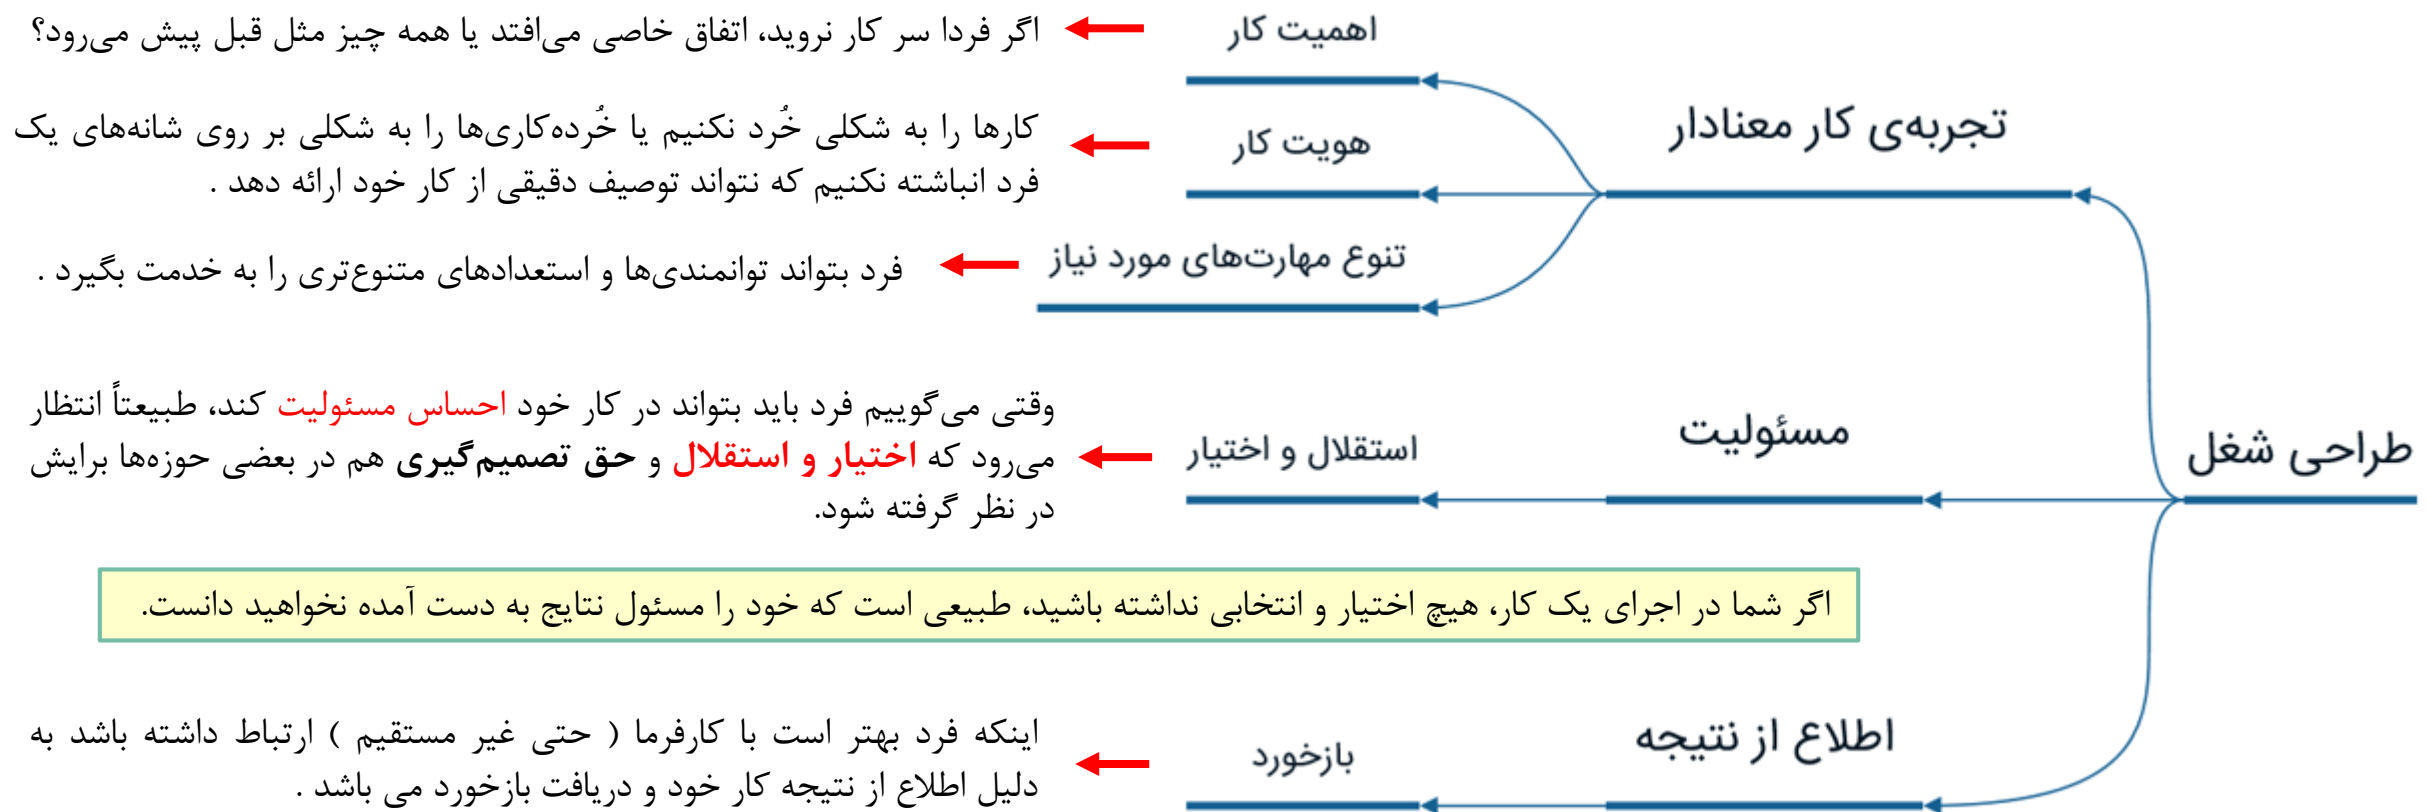 طراحی شغل
تجربه‌ی کار معنادار
اهمیت کار
اگر فردا سر کار نروید، اتفاق خاصی می‌افتد یا همه چیز مثل قبل پیش می‌رود؟
هویت کار
کارها را به شکلی خُرد نکنیم یا خُرده‌کاری‌ها را به شکلی بر روی شانه‌های یک
فرد انباشته نکنیم که نتواند توصیف دقیقی از کار خود ارائه دهد .
تنوع مهارت‌های مورد نیاز
فرد بتواند توانمندی‌ها و استعدادهای متنوع‌تری را به خدمت بگیرد .
مسئولیت
استقلال و اختیار
وقتی می‌گوییم فرد باید بتواند در کار خود احساس مسئولیت کند، طبیعتاً انتظار
می‌رود که اختیار و استقلال و حق تصمیم‌گیری هم در بعضی حوزه‌ها برایش
در نظر گرفته شود.
اگر شما در اجرای یک کار، هیچ اختیار و انتخابی نداشته باشید، طبیعی است که خود را مسئول نتایج به دست آمده نخواهید دانست.
اطلاع از نتیجه
بازخورد
اینکه فرد بهتر است با کارفرما ( حتی غیر مستقیم ) ارتباط داشته باشد به
دلیل اطلاع از نتیجه کار خود و دریافت بازخورد می باشد .